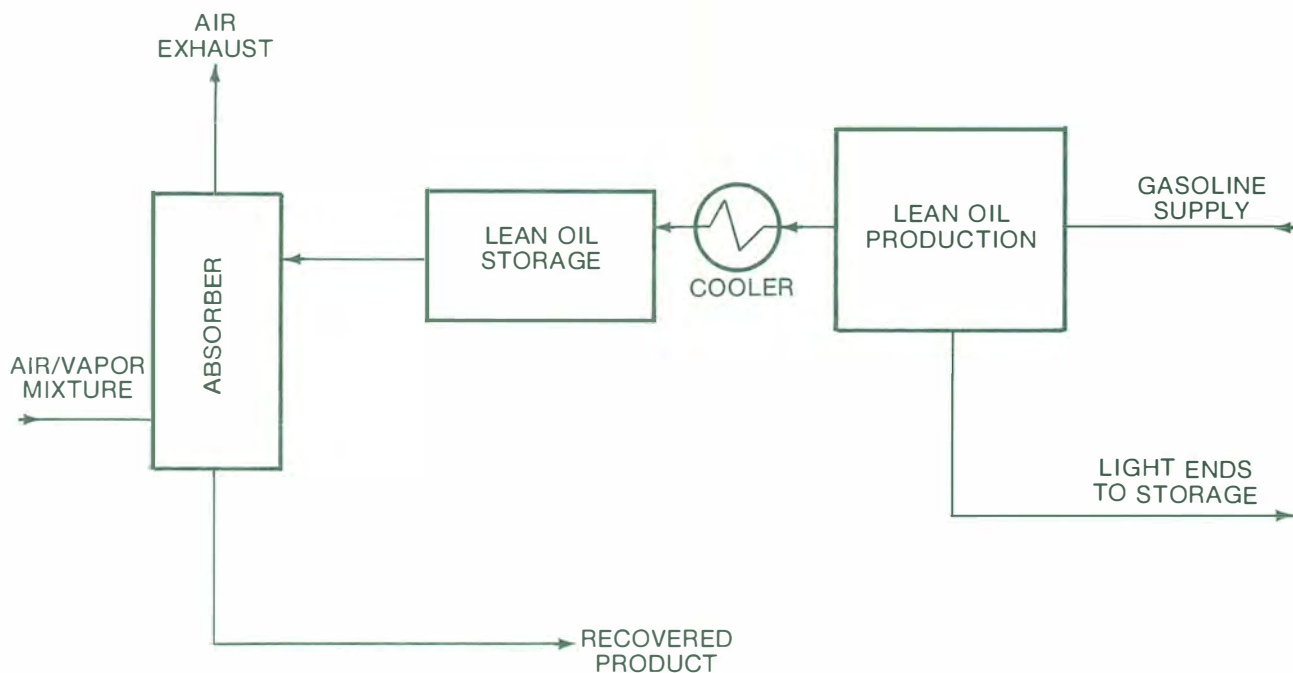 AIR
EXHAUST
ABSORBER
AIR/VAPOR
MIXTURE
LEAN OIL
STORAGE
COOLER
LEAN OIL
PRODUCTION
GASOLINE
SUPPLY
LIGHT ENDS
TO STORAGE
RECOVERED
PRODUCT